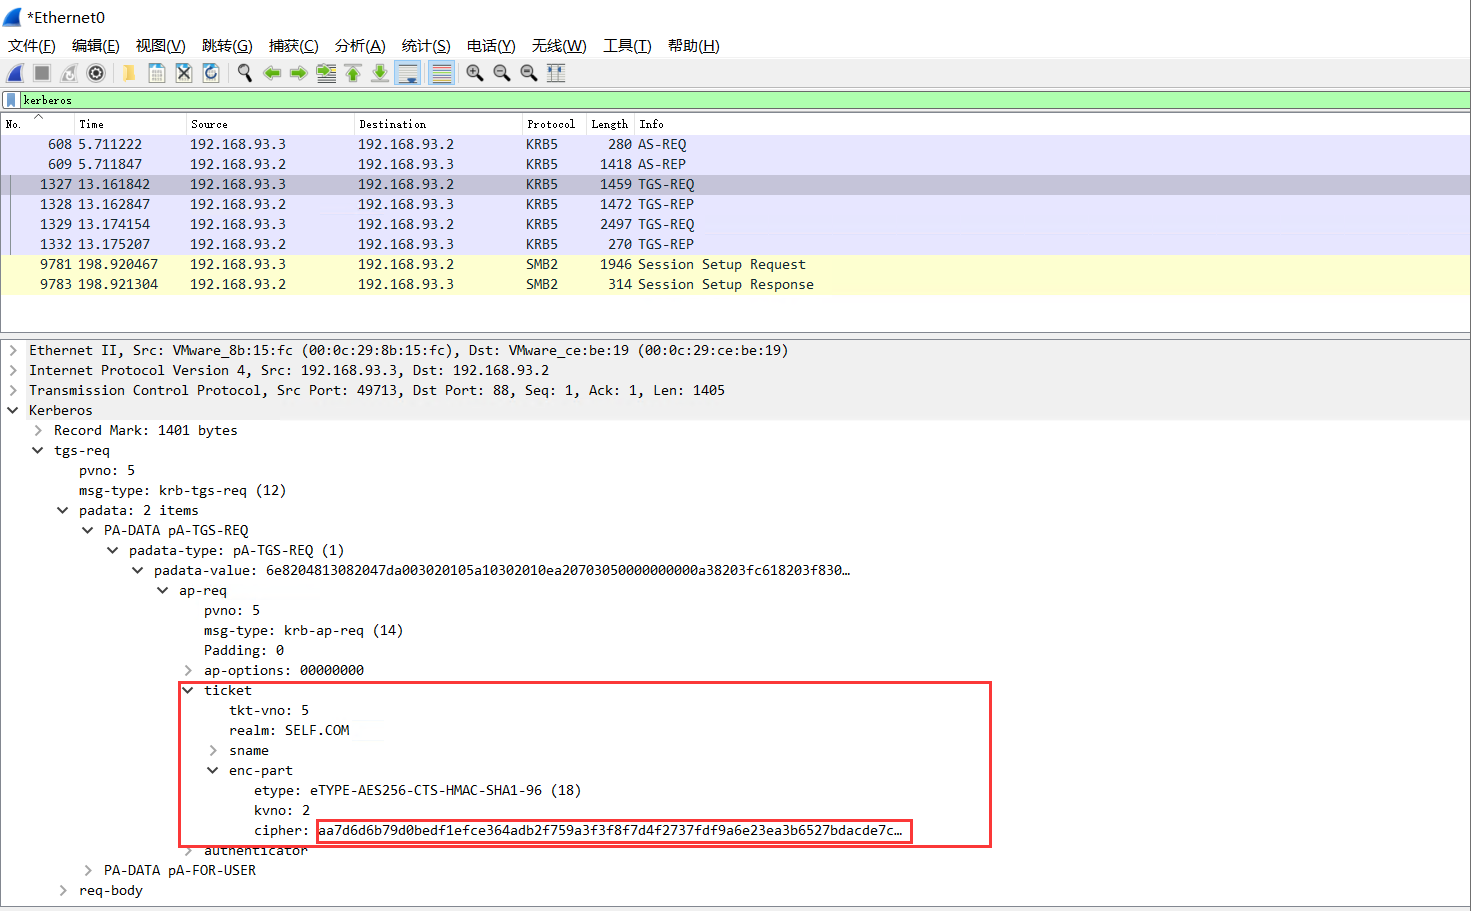 *Ethernet0
文件(F) 编辑(E) 视图(V) 跳转(G) 捕获(C) 分析(A) 统计(S) 电话(Y) 无线(W) 工具(T) 帮助(H)
kerberos
No. Time Source Destination Protocol Length Info
608 5.711222 192.168.93.3 192.168.93.2 KRB5 280 AS-REQ
609 5.711847 192.168.93.2 192.168.93.3 KRB5 1418 AS-REP
1327 13.161842 192.168.93.3 192.168.93.2 KRB5 1459 TGS-REQ
1328 13.162847 192.168.93.2 192.168.93.3 KRB5 1472 TGS-REP
1329 13.174154 192.168.93.3 192.168.93.2 KRB5 2497 TGS-REQ
1332 13.175207 192.168.93.2 192.168.93.3 KRB5 270 TGS-REP
9781 198.920467 192.168.93.3 192.168.93.2 SMB2 1946 Session Setup Request
9783 198.921304 192.168.93.2 192.168.93.3 SMB2 314 Session Setup Response
Ethernet II, Src: VMware_8b:15:fc (00:0c:29:8b:15:fc), Dst: VMware_ce:be:19 (00:0c:29:ce:be:19)
Internet Protocol Version 4, Src: 192.168.93.3, Dst: 192.168.93.2
Transmission Control Protocol, Src Port: 49713, Dst Port: 88, Seq: 1, Ack: 1, Len: 1405
Kerberos
Record Mark: 1401 bytes
tgs-req
pvno: 5
msg-type: krb-tgs-req (12)
padata: 2 items
PA-DATA pA-TGS-REQ
padata-type: pA-TGS-REQ (1)
padata-value: 6e8204813082047da003020105a10302010ea20703050000000000a38203fc618203f830…
ap-req
pvno: 5
msg-type: krb-ap-req (14)
Padding: 0
ap-options: 00000000
ticket
tkt-vno: 5
realm: SELF.COM
sname
enc-part
etype: eTYPE-AES256-CTS-HMAC-SHA1-96 (18)
kvno: 2
cipher: aa7d6d6b79d0bedf1efce364adb2f759a3f3f8f7d4f2737fdf9a6e23ea3b6527bdacde7c…
authenticator
PA-DATA pA-FOR-USER
req-body